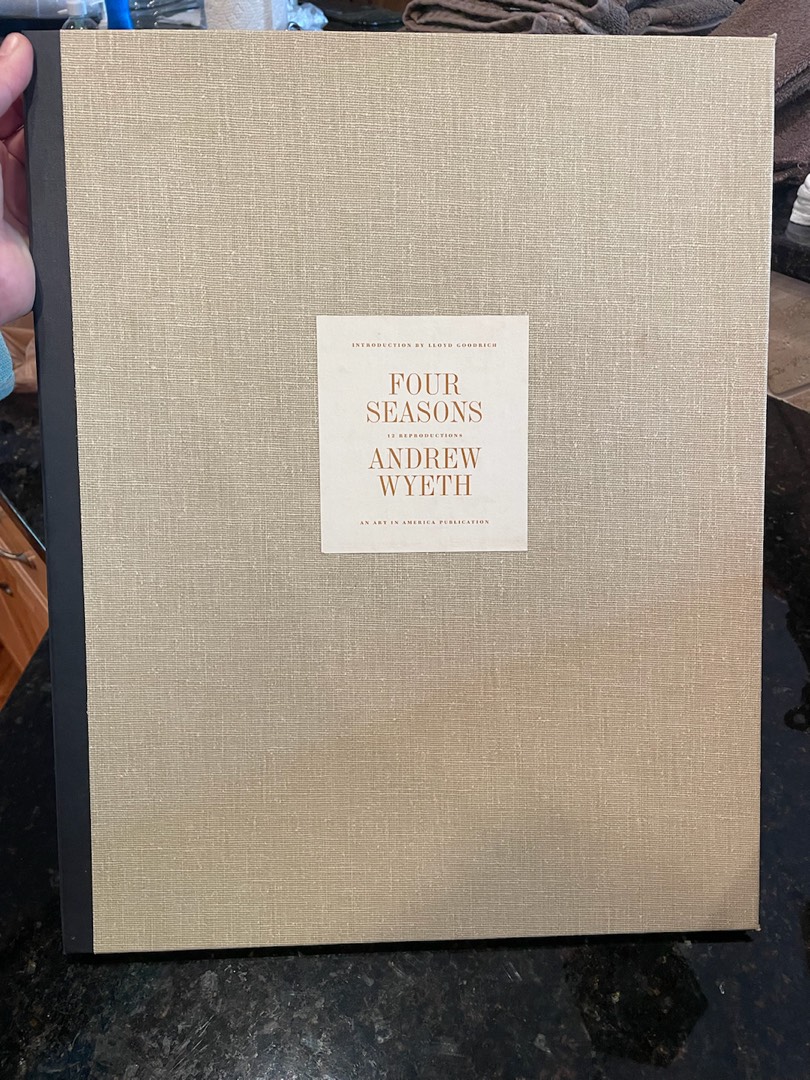 INTRODUCTION BY LLOYD GOODRICH
FOUR
SEASONS
12 REPRODUCTIONS
ANDREW
WYETH
AN ART IN AMERICA PUBLICATION